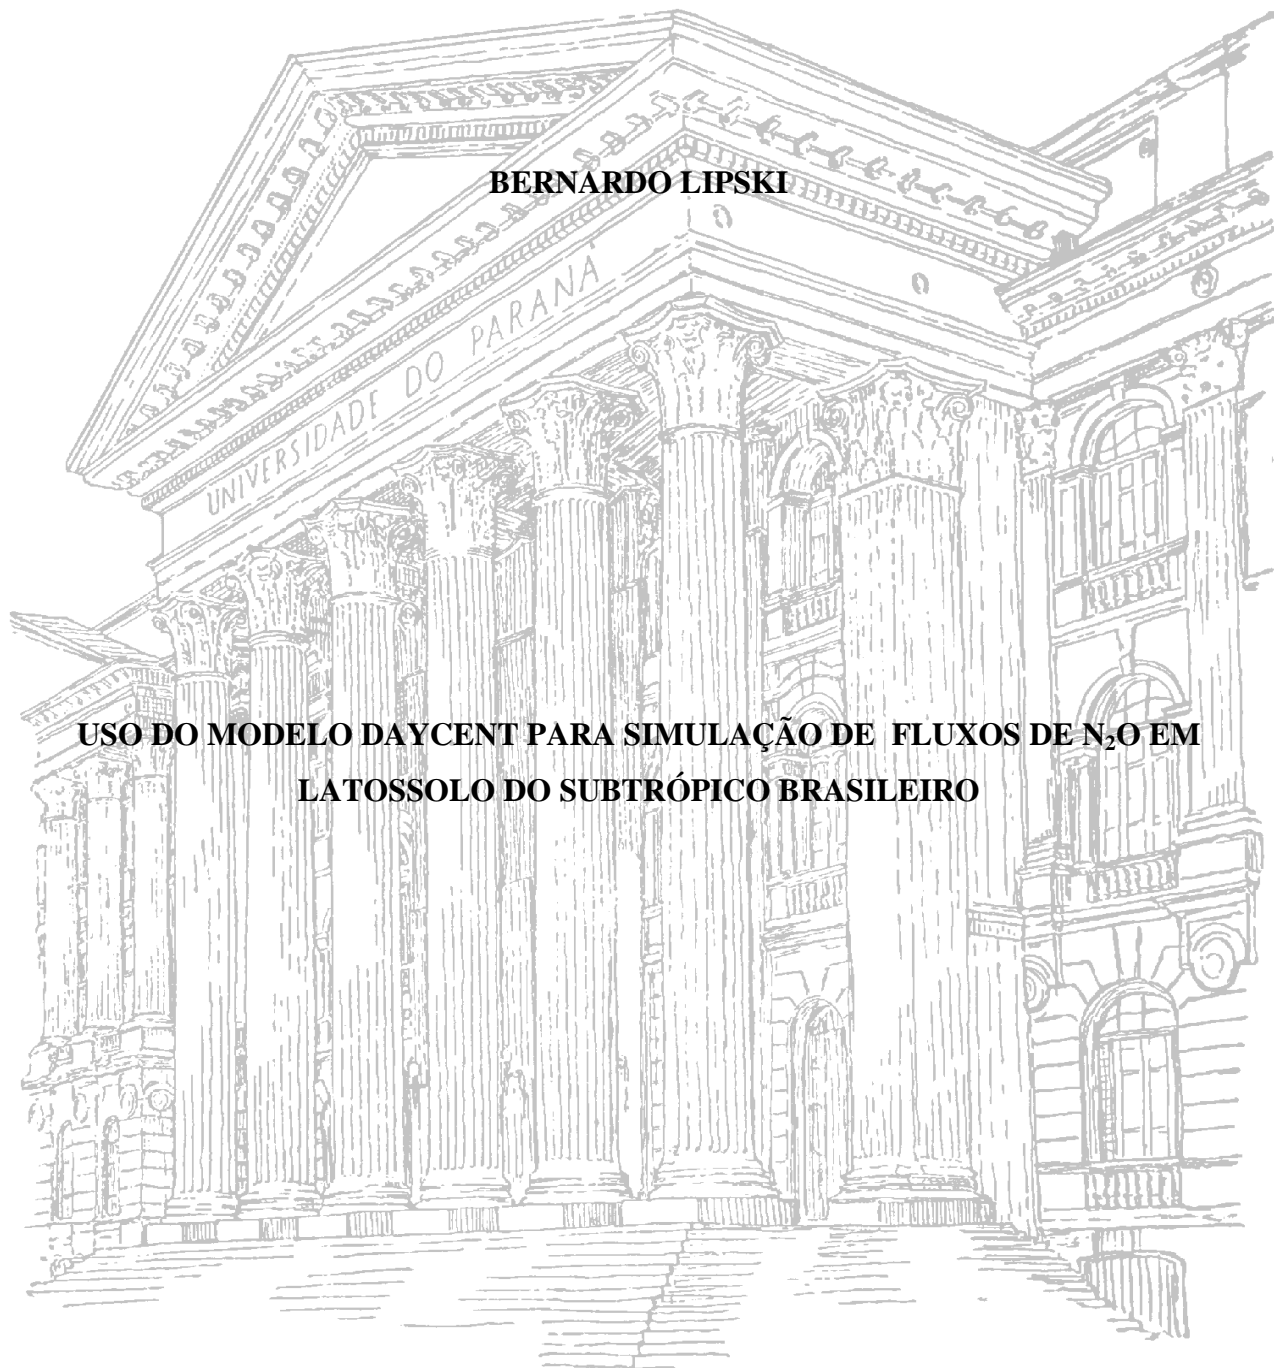 BERNARDO LIPSKI
UNIVERSIDADE DO PARANÁ
USO DO MODELO DAYCENT PARA SIMULAÇÃO DE FLUXOS DE N₂O EM
LATOSSOLO DO SUBTRÓPICO BRASILEIRO